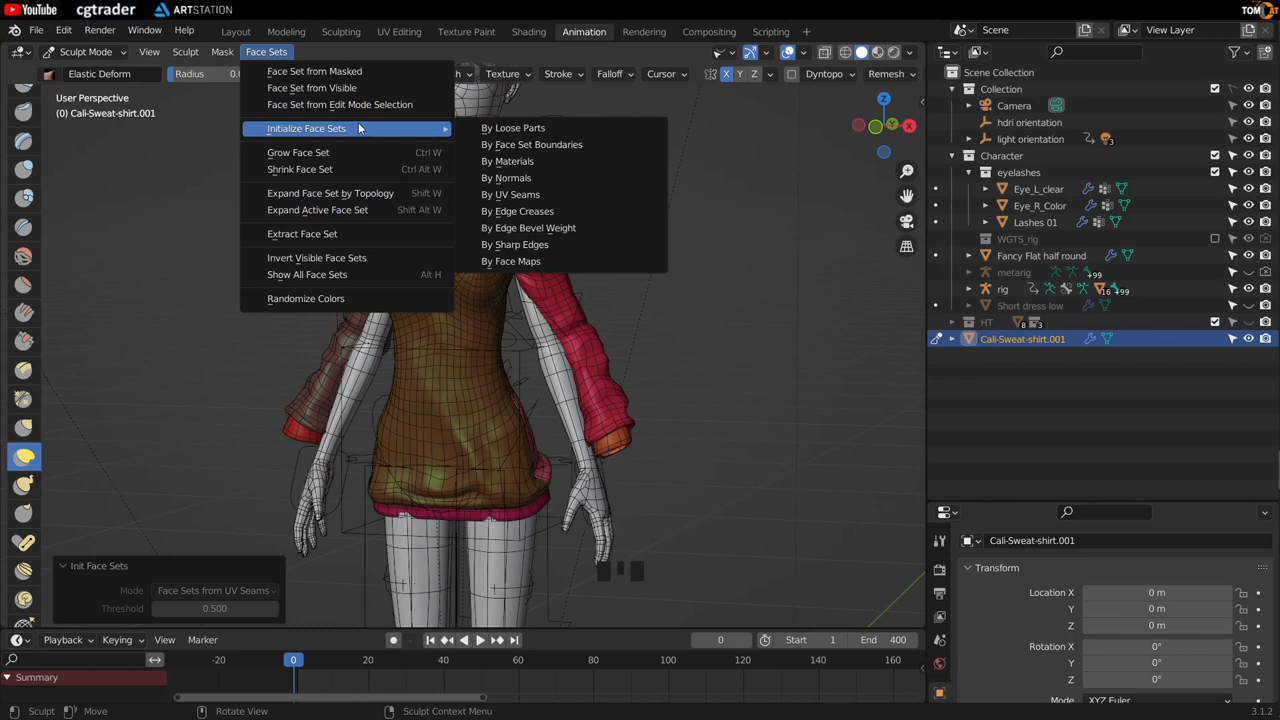 YouTube
cgtrader
ARTSTATION
TOMCAT
File Edit Render Window Help
Layout Modeling Sculpting UV Editing Texture Paint Shading Animation Rendering Compositing Scripting +
Scene
View Layer
Sculpt Mode View Sculpt Mask Face Sets
Elastic Deform
Radius 0.
Texture Stroke Falloff Cursor
X Y Z
Dyntopo Remesh
User Perspective
(0) Cali-Sweat-shirt.001
Face Set from Masked
Face Set from Visible
Face Set from Edit Mode Selection
Initialize Face Sets
Grow Face Set Ctrl W
Shrink Face Set Ctrl Alt W
Expand Face Set by Topology Shift W
Expand Active Face Set Shift Alt W
Extract Face Set
Invert Visible Face Sets
Show All Face Sets Alt H
Randomize Colors
By Loose Parts
By Face Set Boundaries
By Materials
By Normals
By UV Seams
By Edge Creases
By Edge Bevel Weight
By Sharp Edges
By Face Maps
Z
Y
X
Scene Collection
Collection
Camera
hdri orientation
light orientation 3
Character
eyelashes
Eye_L_clear
Eye_R_Color
Lashes 01
WGTS_rig
Fancy Flat half round
metarig +99
rig 16 +99
Short dress low
HT 8 3
Cali-Sweat-shirt.001
Init Face Sets
Mode Face Sets from UV Seams
Threshold 0.500
Cali-Sweat-shirt.001
Transform
Location X 0 m
Y 0 m
Z 0 m
Rotation X 0°
Y 0°
Z 0°
Mode XYZ Euler
Playback Keying View Marker
0
Start 1
End 400
-20 0 20 40 60 80 100 120 140 160
Summary
Sculpt Move Rotate View Sculpt Context Menu
3.1.2